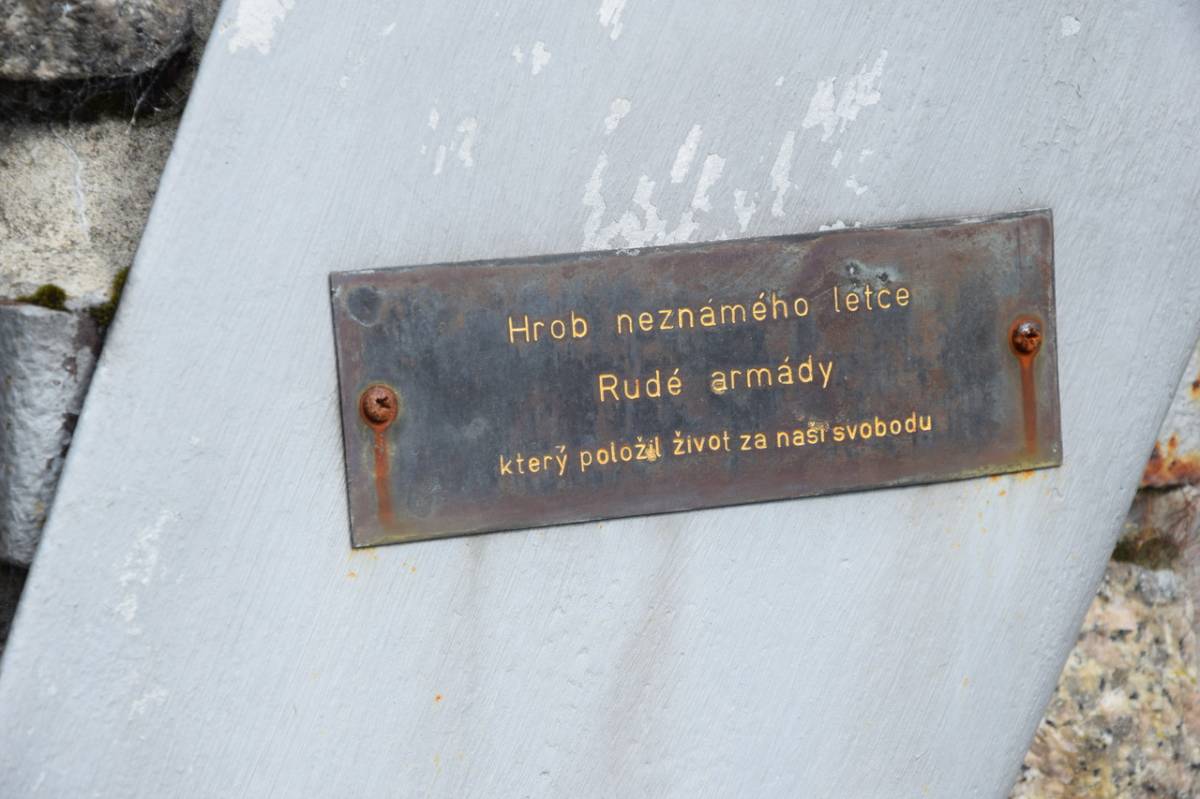 Hrob neznámého letce
Rudé armády
který položil život za naši svobodu